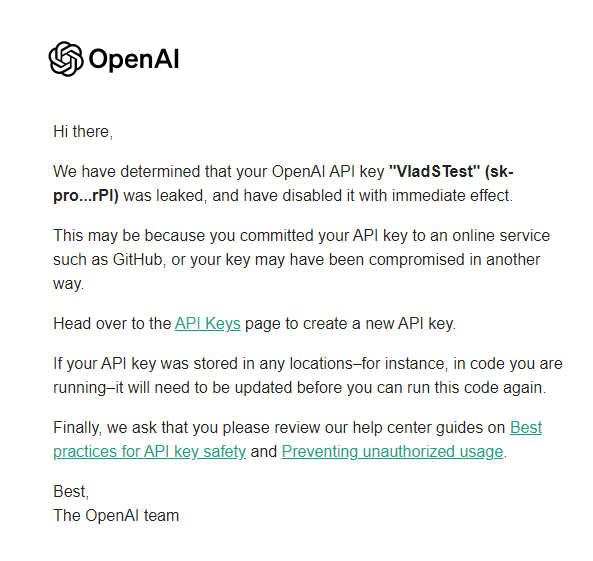 OpenAI
Hi there,
We have determined that your OpenAI API key "VladSTest" (sk-
pro...rPI) was leaked, and have disabled it with immediate effect.
This may be because you committed your API key to an online service
such as GitHub, or your key may have been compromised in another
way.
Head over to the API Keys page to create a new API key.
If your API key was stored in any locations–for instance, in code you are
running–it will need to be updated before you can run this code again.
Finally, we ask that you please review our help center guides on Best
practices for API key safety and Preventing unauthorized usage.
Best,
The OpenAI team